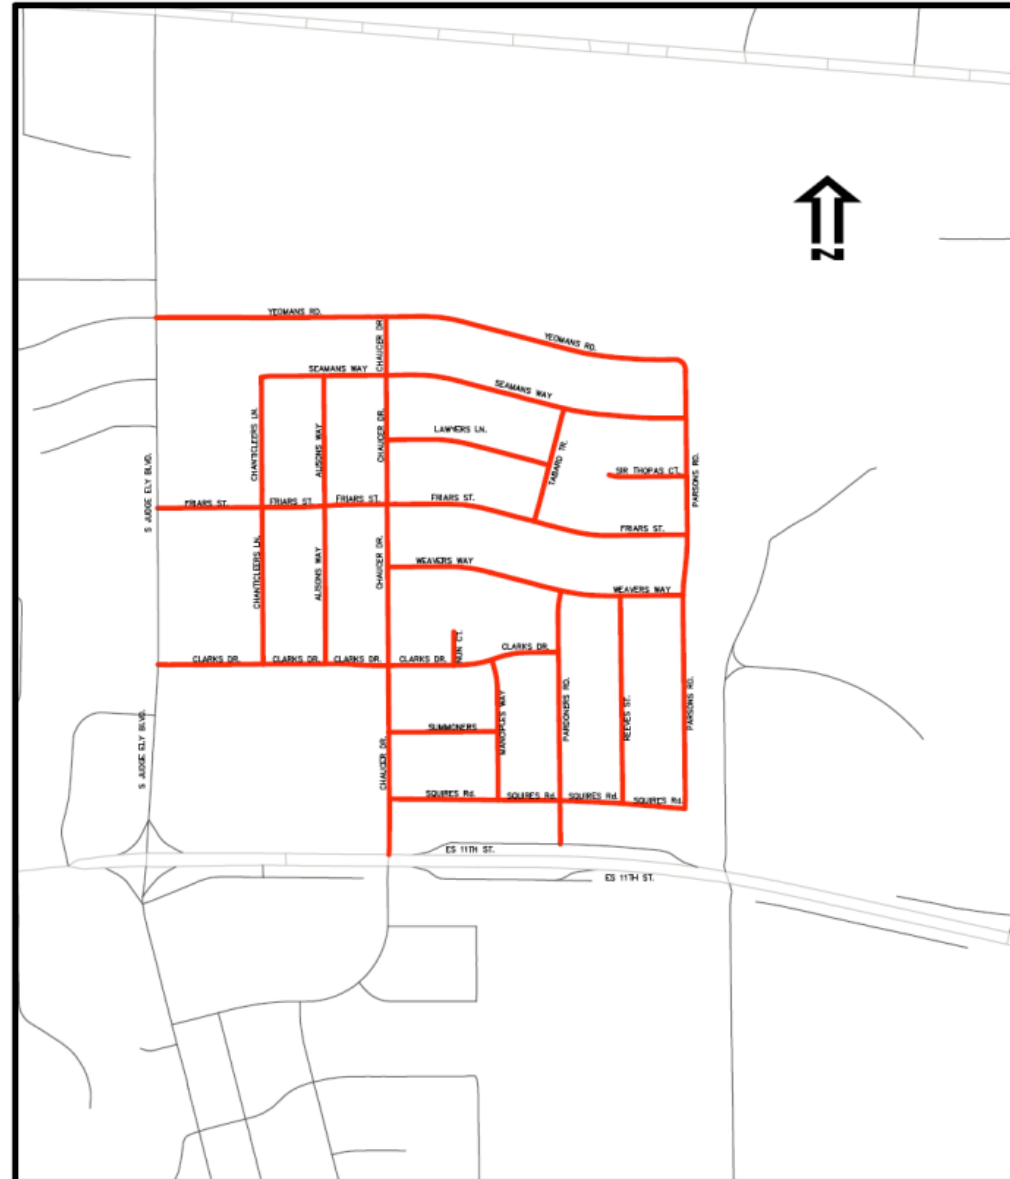 N
YEOMANS RD.
CHAUCER DR.
YEOMANS RD.
SEAMANS WAY
SEAMANS WAY
CHANTICLEERS LN.
ALISONS WAY
CHAUCER DR.
LAWYERS LN.
TABARD TR.
SIR THOPAS CT.
PARSONS RD.
S JUDGE ELY BLVD.
FRIARS ST.
FRIARS ST.
FRIARS ST.
FRIARS ST.
FRIARS ST.
CHANTICLEERS LN.
ALISONS WAY
CHAUCER DR.
WEAVERS WAY
WEAVERS WAY
CLARKS DR.
CLARKS DR.
CLARKS DR.
CLARKS DR.
NUN CT.
CLARKS DR.
S JUDGE ELY BLVD.
CHAUCER DR.
SUMMONERS
MANCIPLES WAY
PARDONERS RD.
REEVES ST.
PARSONS RD.
SQUIRES Rd.
SQUIRES Rd.
SQUIRES Rd.
SQUIRES Rd.
ES 11TH ST.
ES 11TH ST.